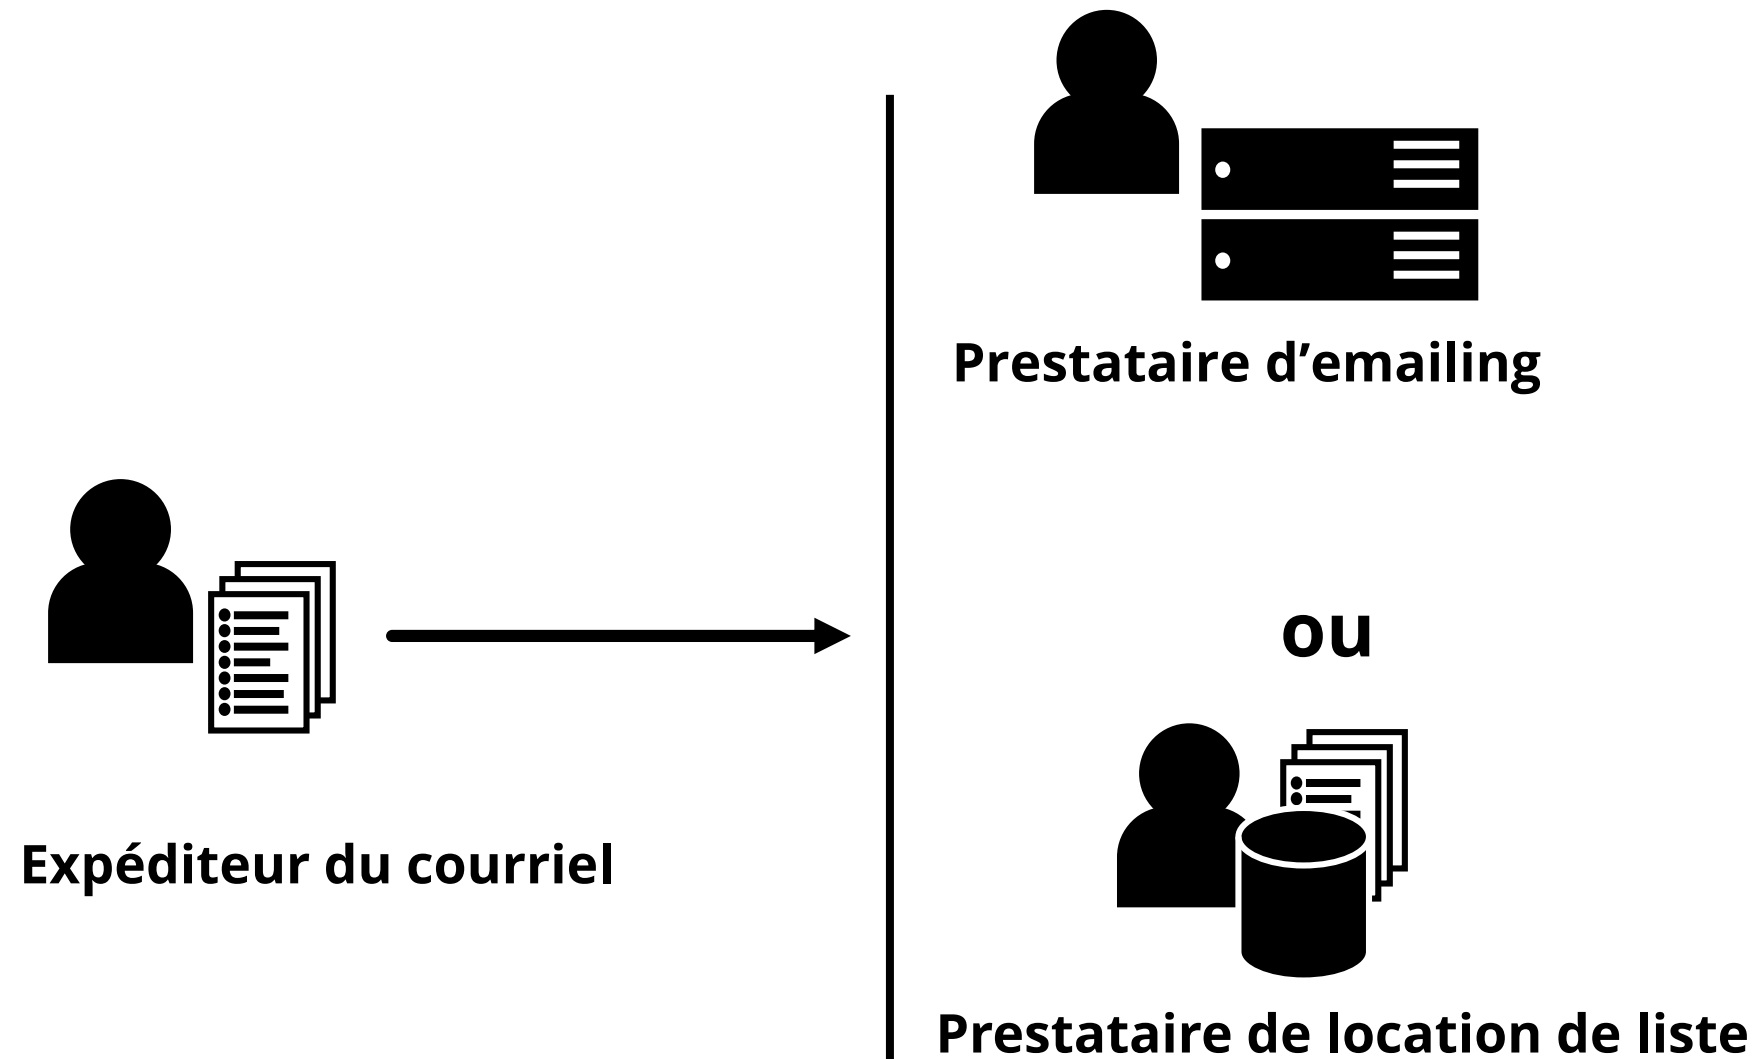 Prestataire d’emailing
ou
Expéditeur du courriel
Prestataire de location de liste